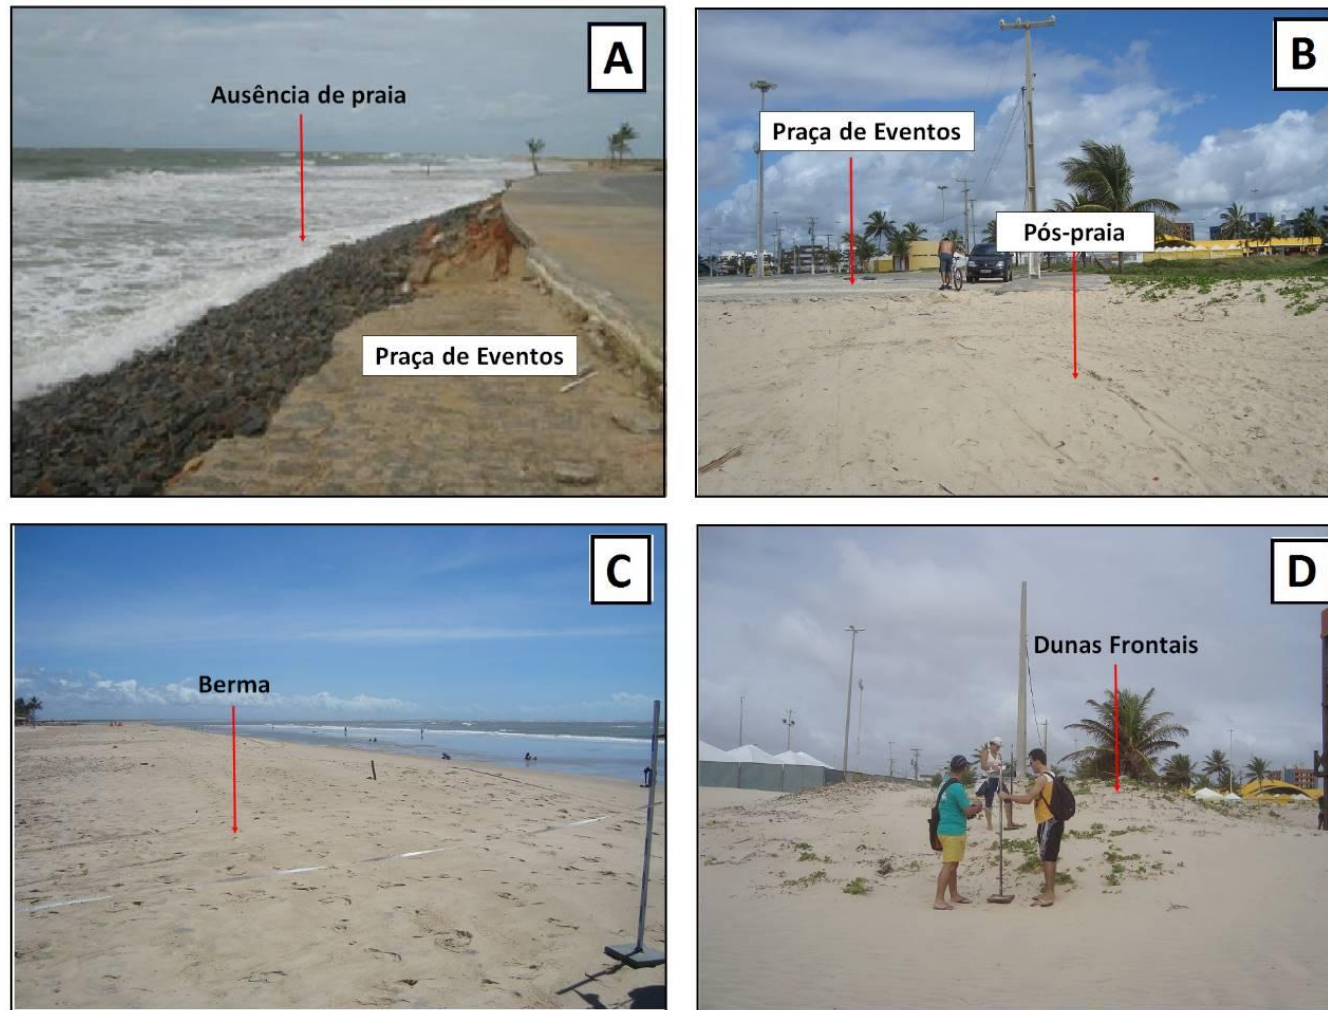 A
Ausência de praia
Praça de Eventos
B
Praça de Eventos
Pós-praia
C
Berma
D
Dunas Frontais